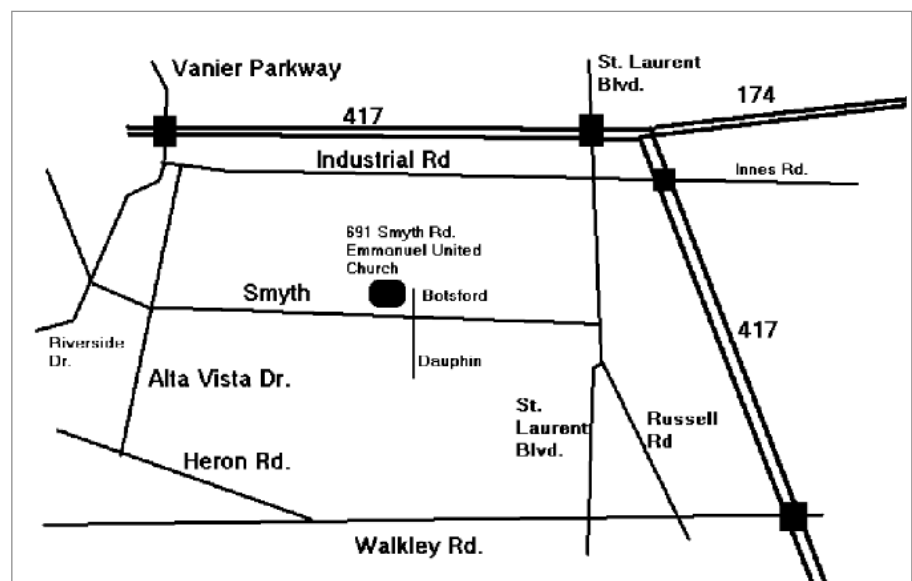 Vanier Parkway
St. Laurent
Blvd.
174
417
Industrial Rd
Innes Rd.
691 Smyth Rd.
Emmanuel United
Church
Smyth
Botsford
Riverside
Dr.
417
Dauphin
Alta Vista Dr.
St.
Laurent
Blvd.
Russell
Rd
Heron Rd.
Walkley Rd.